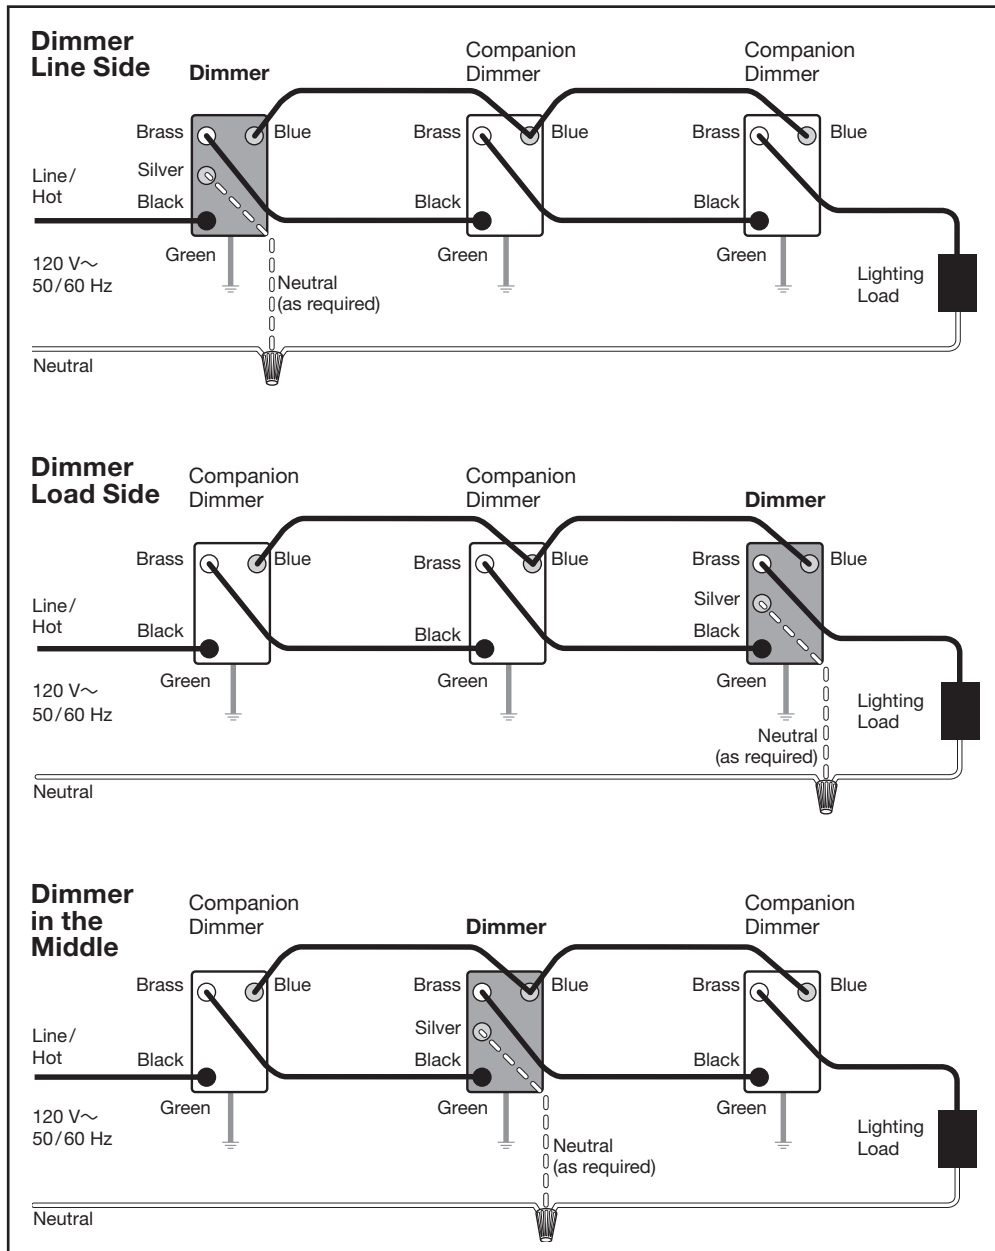 Dimmer
Line Side
Dimmer
Companion
Dimmer
Companion
Dimmer
Brass
Blue
Brass
Blue
Brass
Blue
Silver
Line/
Hot
Black
Black
Black
Green
Green
Green
120 V~
50/60 Hz
Neutral
(as required)
Lighting
Load
Neutral
Dimmer
Load Side
Companion
Dimmer
Companion
Dimmer
Dimmer
Brass
Blue
Brass
Blue
Brass
Blue
Silver
Line/
Hot
Black
Black
Black
Green
Green
Green
120 V~
50/60 Hz
Neutral
(as required)
Lighting
Load
Neutral
Dimmer
in the
Middle
Companion
Dimmer
Dimmer
Companion
Dimmer
Brass
Blue
Brass
Blue
Brass
Blue
Silver
Line/
Hot
Black
Black
Black
Green
Green
Green
120 V~
50/60 Hz
Neutral
(as required)
Lighting
Load
Neutral